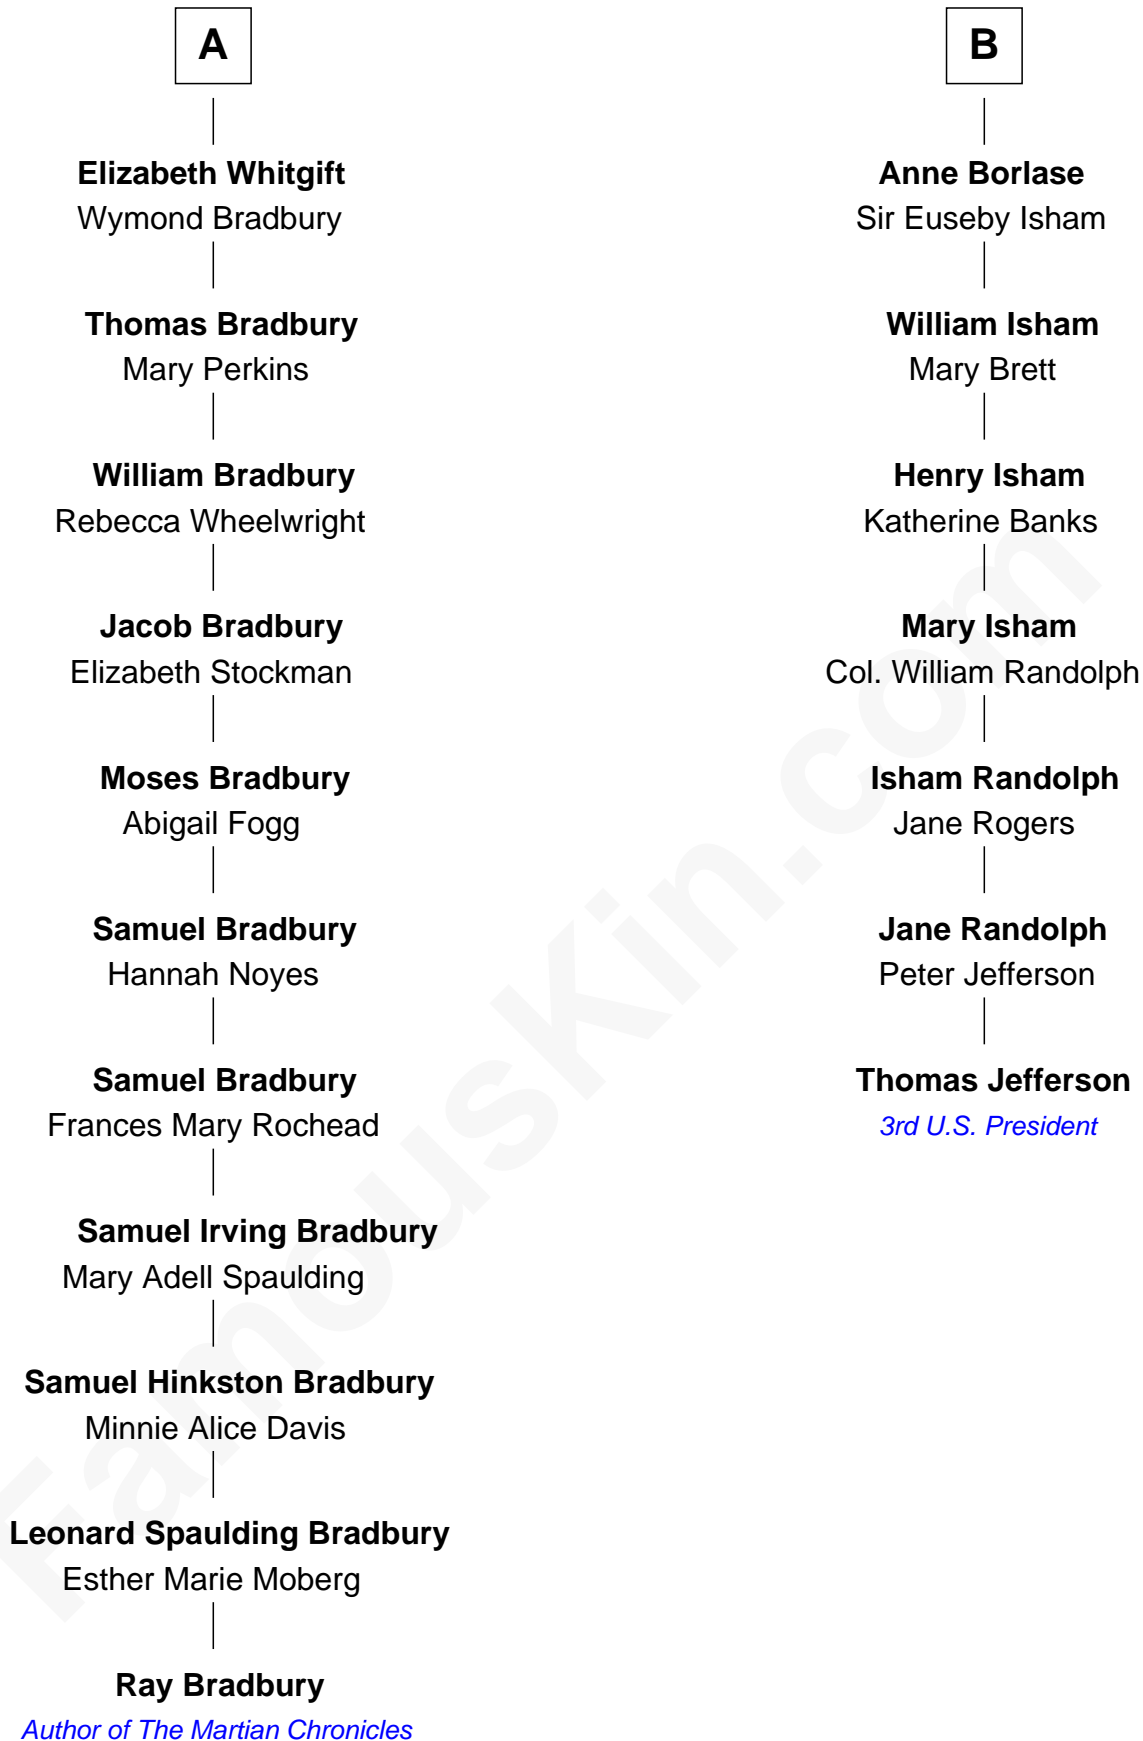 A
Elizabeth Whitgift
Wymond Bradbury
Thomas Bradbury
Mary Perkins
William Bradbury
Rebecca Wheelwright
Jacob Bradbury
Elizabeth Stockman
Moses Bradbury
Abigail Fogg
Samuel Bradbury
Hannah Noyes
Samuel Bradbury
Frances Mary Rochead
Samuel Irving Bradbury
Mary Adell Spaulding
Samuel Hinkston Bradbury
Minnie Alice Davis
Leonard Spaulding Bradbury
Esther Marie Moberg
Ray Bradbury
Author of The Martian Chronicles
B
Anne Borlase
Sir Euseby Isham
William Isham
Mary Brett
Henry Isham
Katherine Banks
Mary Isham
Col. William Randolph
Isham Randolph
Jane Rogers
Jane Randolph
Peter Jefferson
Thomas Jefferson
3rd U.S. President
FamousKin.com